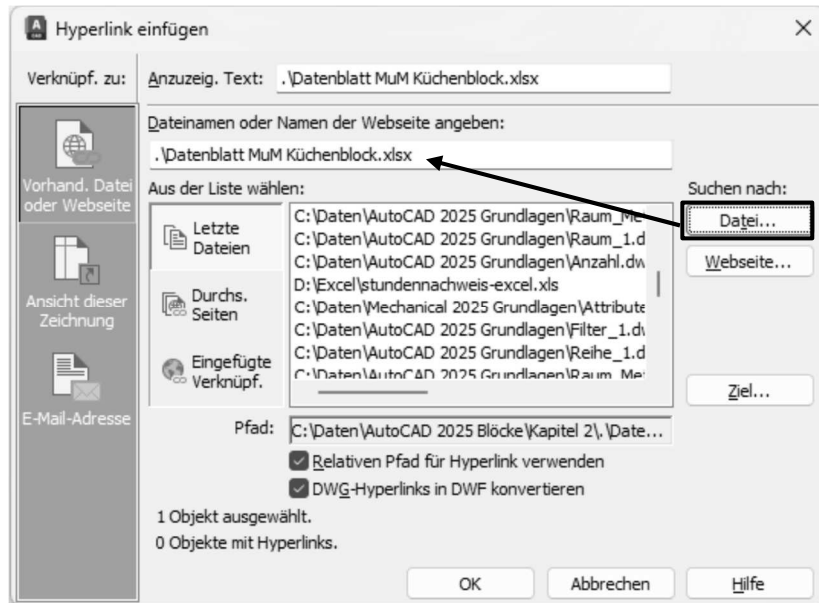 Hyperlink einfügen
Verknüpf. zu:
Anzuzeig. Text: .\Datenblatt MuM Küchenblock.xlsx
Dateinamen oder Namen der Webseite angeben:
.\Datenblatt MuM Küchenblock.xlsx
Vorhand. Datei
oder Webseite
Ansicht dieser
Zeichnung
E-Mail-Adresse
Aus der Liste wählen:
Letzte
Dateien
Durchs.
Seiten
Eingefügte
Verknüpf.
C:\Daten\AutoCAD 2025 Grundlagen\Raum_Me
C:\Daten\AutoCAD 2025 Grundlagen\Raum_1.d
C:\Daten\AutoCAD 2025 Grundlagen\Anzahl.dw
D:\Excel\stundennachweis-excel.xls
C:\Daten\Mechanical 2025 Grundlagen\Attribute
C:\Daten\AutoCAD 2025 Grundlagen\Filter_1.d
C:\Daten\AutoCAD 2025 Grundlagen\Reihe_1.d
C:\Daten\AutoCAD 2025 Grundlagen\Raum_Me
Suchen nach:
Datei...
Webseite...
Ziel...
Pfad: C:\Daten\AutoCAD 2025 Blöcke\Kapitel 2\.\Date...
Relativen Pfad für Hyperlink verwenden
DWG-Hyperlinks in DWF konvertieren
1 Objekt ausgewählt.
0 Objekte mit Hyperlinks.
OK Abbrechen Hilfe